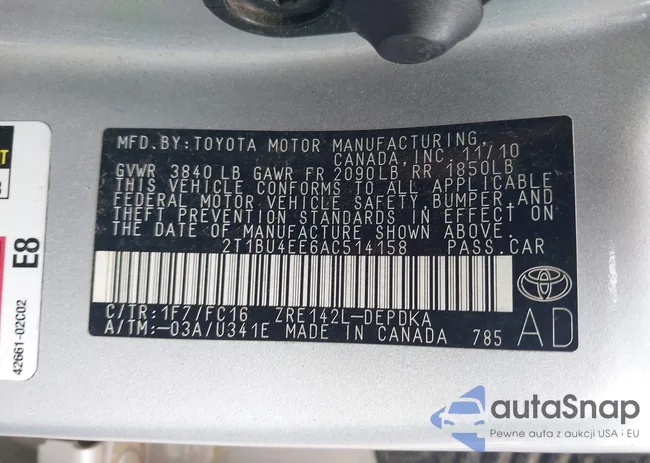 MFD. BY: TOYOTA MOTOR MANUFACTURING,
CANADA, INC. 11/10
GVWR 3840 LB GAWR FR 2090LB RR 1850LB
THIS VEHICLE CONFORMS TO ALL APPLICABLE
FEDERAL MOTOR VEHICLE SAFETY, BUMPER, AND
THEFT PREVENTION STANDARDS IN EFFECT ON
THE DATE OF MANUFACTURE SHOWN ABOVE.
2T1BU4EE6AC514158 PASS. CAR
C/TR: 1F7/FC16 ZRE142L-DEPDKA
A/TM: -03A/U341E MADE IN CANADA 785
TOYOTA
AD
E8
42661-02C02
autoSnap
Pewne auta z aukcji USA i EU